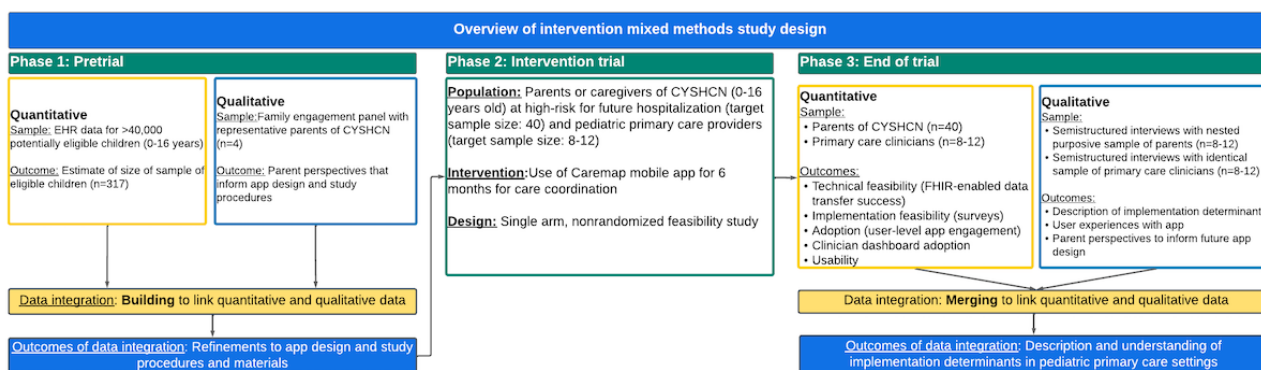 Overview of intervention mixed methods study design
Phase 1: Pretrial
Quantitative
Sample: EHR data for >40,000
potentially eligible children (0-16 years)
Outcome: Estimate of size of sample of
eligible children (n=317)
Qualitative
Sample:Family engagement panel with
representative parents of CYSHCN
(n=4)
Outcome: Parent perspectives that
inform app design and study
procedures
Data integration: Building to link quantitative and qualitative data
Outcomes of data integration: Refinements to app design and study
procedures and materials
Phase 2: Intervention trial
Population: Parents or caregivers of CYSHCN (0-16
years old) at high-risk for future hospitalization (target
sample size: 40) and pediatric primary care providers
(target sample size: 8-12)
Intervention:Use of Caremap mobile app for 6
months for care coordination
Design: Single arm, nonrandomized feasibility study
Phase 3: End of trial
Quantitative
Sample:
• Parents of CYSHCN (n=40)
• Primary care clinicians (n=8-12)
Outcomes:
• Technical feasibility (FHIR-enabled data
transfer success)
• Implementation feasibility (surveys)
• Adoption (user-level app engagement)
• Clinician dashboard adoption
• Usability
Qualitative
Sample:
• Semistructured interviews with nested
purposive sample of parents (n=8-12)
• Semistructured interviews with identical
sample of primary care clinicians (n=8-12)
Outcomes:
• Description of implementation determinant
• User experiences with app
• Parent perspectives to inform future app
design
Data integration: Merging to link quantitative and qualitative data
Outcomes of data integration: Description and understanding of
implementation determinants in pediatric primary care settings